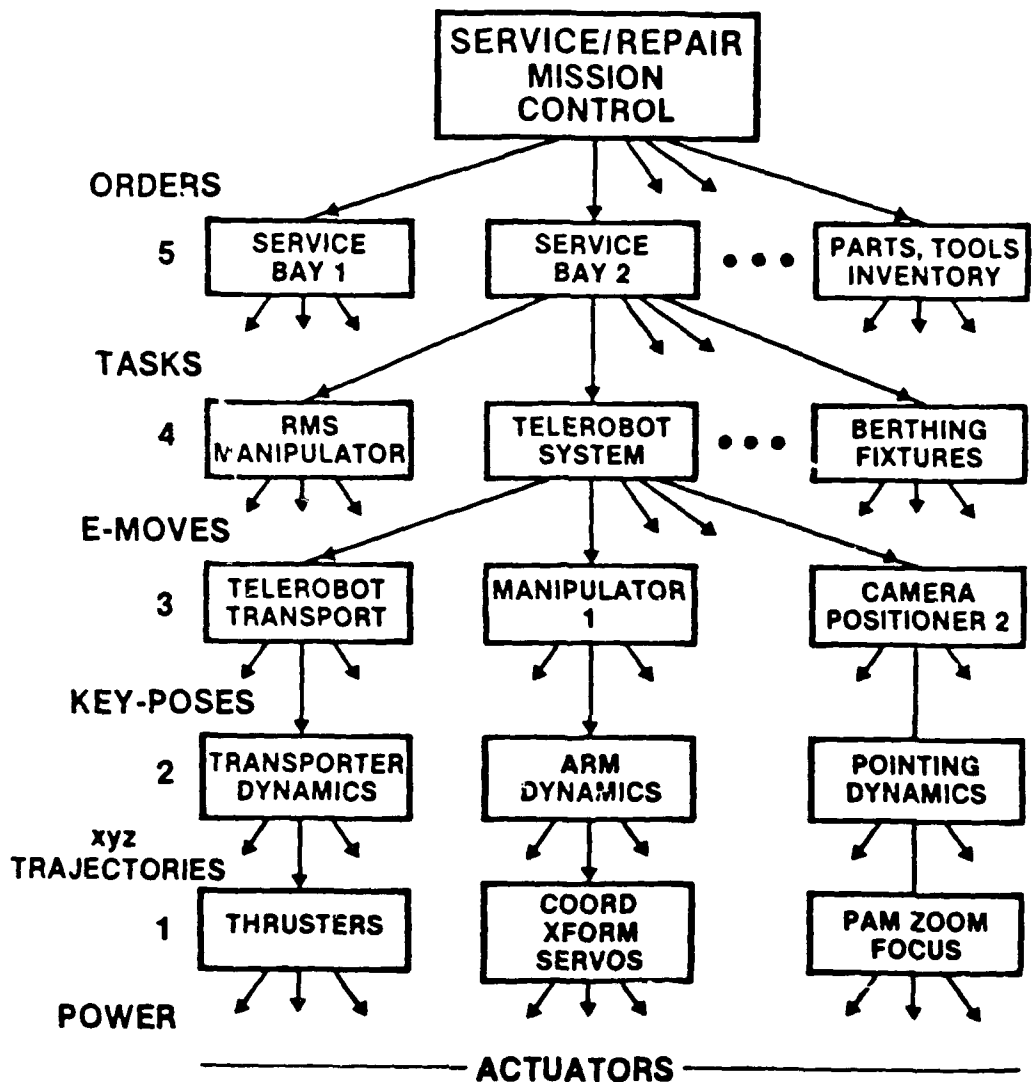 SERVICE/REPAIR
MISSION
CONTROL
ORDERS
5
SERVICE
BAY 1
SERVICE
BAY 2
PARTS, TOOLS
INVENTORY
TASKS
4
RMS
MANIPULATOR
TELEROBOT
SYSTEM
BERTHING
FIXTURES
E-MOVES
3
TELEROBOT
TRANSPORT
MANIPULATOR
1
CAMERA
POSITIONER 2
KEY-POSES
2
TRANSPORTER
DYNAMICS
ARM
DYNAMICS
POINTING
DYNAMICS
xyz
TRAJECTORIES
1
THRUSTERS
COORD
XFORM
SERVOS
PAM ZOOM
FOCUS
POWER
ACTUATORS